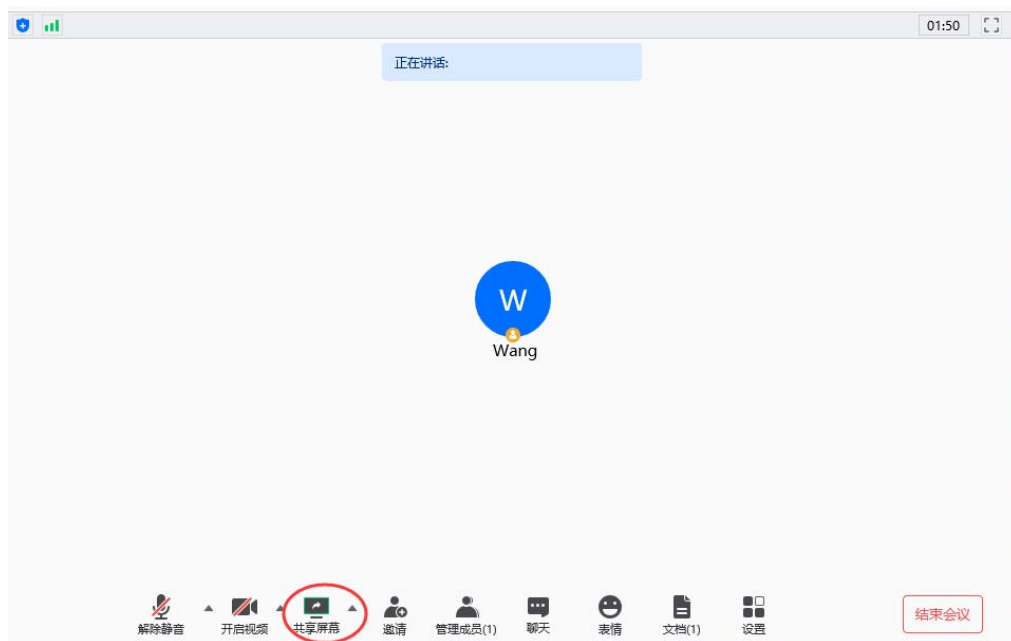 01:50
正在讲话:
W
Wang
解除静音
开启视频
共享屏幕
邀请
管理成员(1)
聊天
表情
文档(1)
设置
结束会议